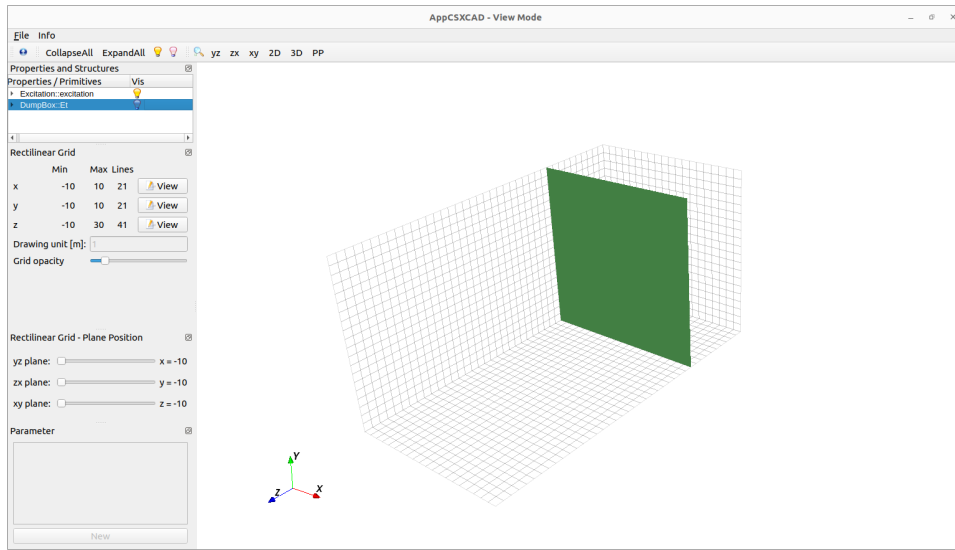 AppCSXCAD - View Mode
File Info
CollapseAll ExpandAll yz zx xy 2D 3D PP
Properties and Structures
Properties / Primitives Vis
Excitation::excitation
DumpBox::Et
Rectilinear Grid
Min Max Lines
x -10 10 21 View
y -10 10 21 View
z -10 30 41 View
Drawing unit [m]: 1
Grid opacity
Rectilinear Grid - Plane Position
yz plane: x = -10
zx plane: y = -10
xy plane: z = -10
Parameter
New
Y
Z X